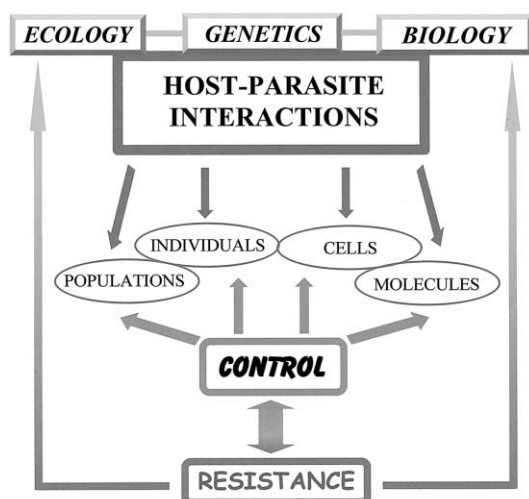 ECOLOGY GENETICS BIOLOGY
HOST-PARASITE
INTERACTIONS
INDIVIDUALS CELLS
POPULATIONS MOLECULES
CONTROL
RESISTANCE